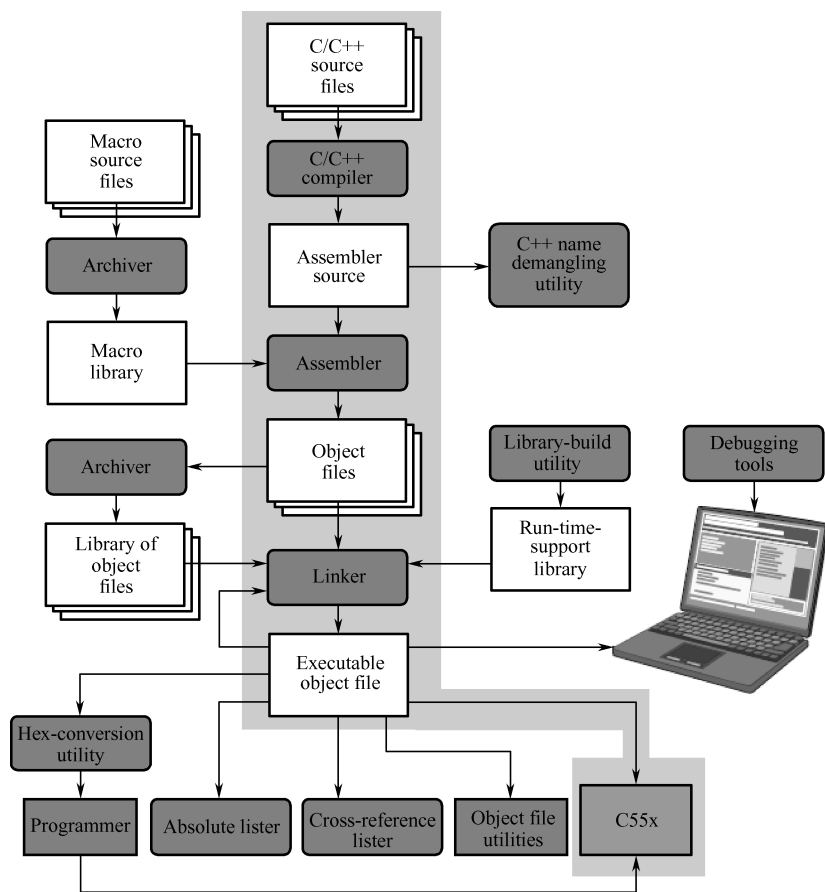 C/C++
source
files
Macro
source
files
C/C++
compiler
Archiver
Assembler
source
C++ name
demangling
utility
Macro
library
Assembler
Archiver
Object
files
Library-build
utility
Debugging
tools
Library of
object
files
Linker
Run-time-
support
library
Executable
object file
Hex-conversion
utility
Programmer
Absolute lister
Cross-reference
lister
Object file
utilities
C55x